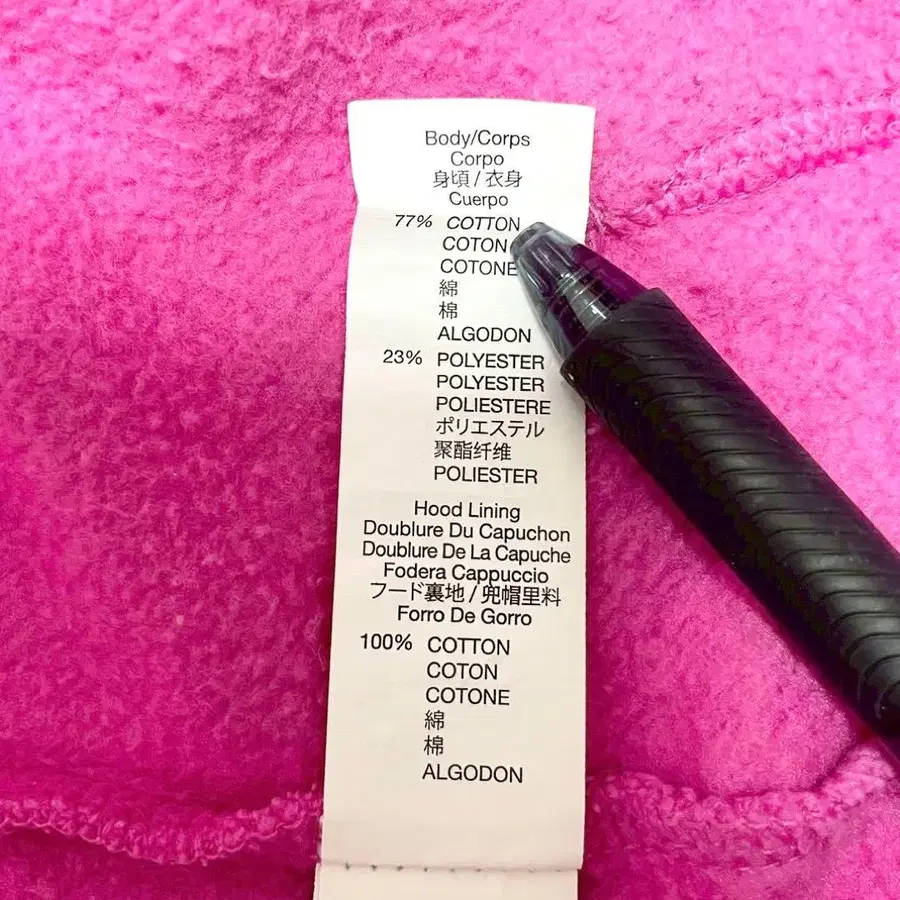 Body/Corps
Corpo
身頃 / 衣身
Cuerpo
77% COTTON
COTON
COTONE
綿
棉
ALGODON
23% POLYESTER
POLYESTER
POLIESTERE
ポリエステル
聚酯纤维
POLIESTER
Hood Lining
Doublure Du Capuchon
Doublure De La Capuche
Fodera Cappuccio
フード裏地 / 兜帽里料
Forro De Gorro
100% COTTON
COTON
COTONE
綿
棉
ALGODON